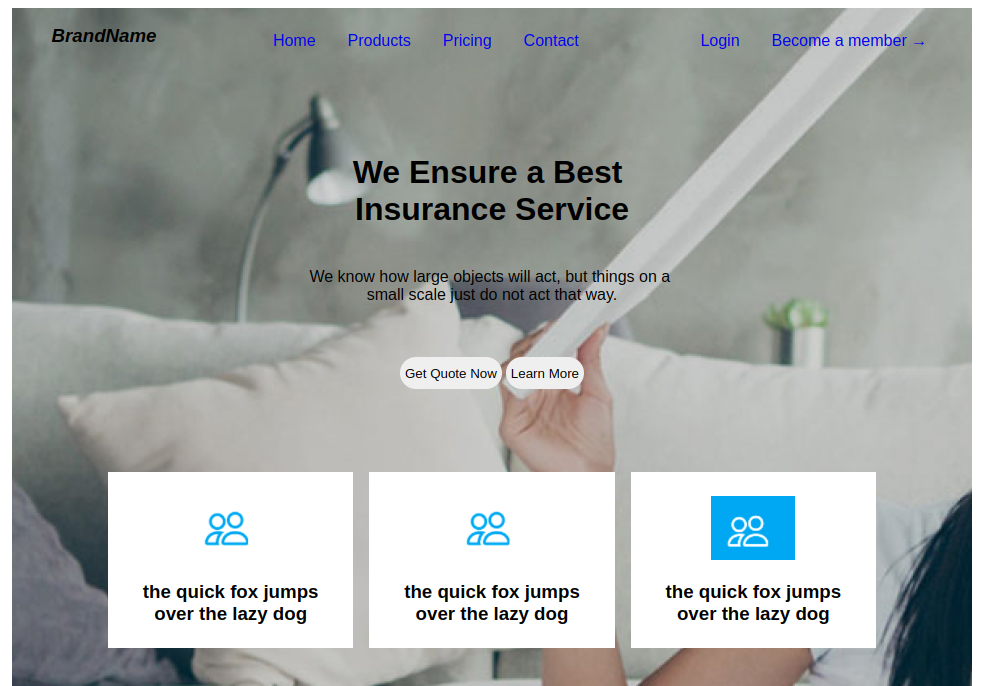 BrandName
Home Products Pricing Contact Login Become a member →
We Ensure a Best
Insurance Service
We know how large objects will act, but things on a
small scale just do not act that way.
Get Quote Now Learn More
the quick fox jumps
over the lazy dog
the quick fox jumps
over the lazy dog
the quick fox jumps
over the lazy dog